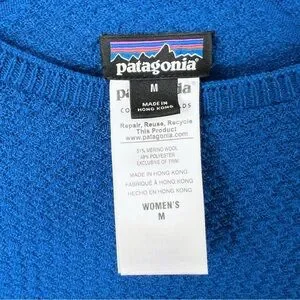 patagonia®
M
MADE IN
HONG KONG
Repair, Reuse, Recycle
This Product
www.patagonia.com
51% MERINO WOOL
49% POLYESTER
EXCLUSIVE OF TRIM
MADE IN HONG KONG
FABRIQUÉ À HONG KONG
HECHO EN HONG KONG
WOMEN'S
M